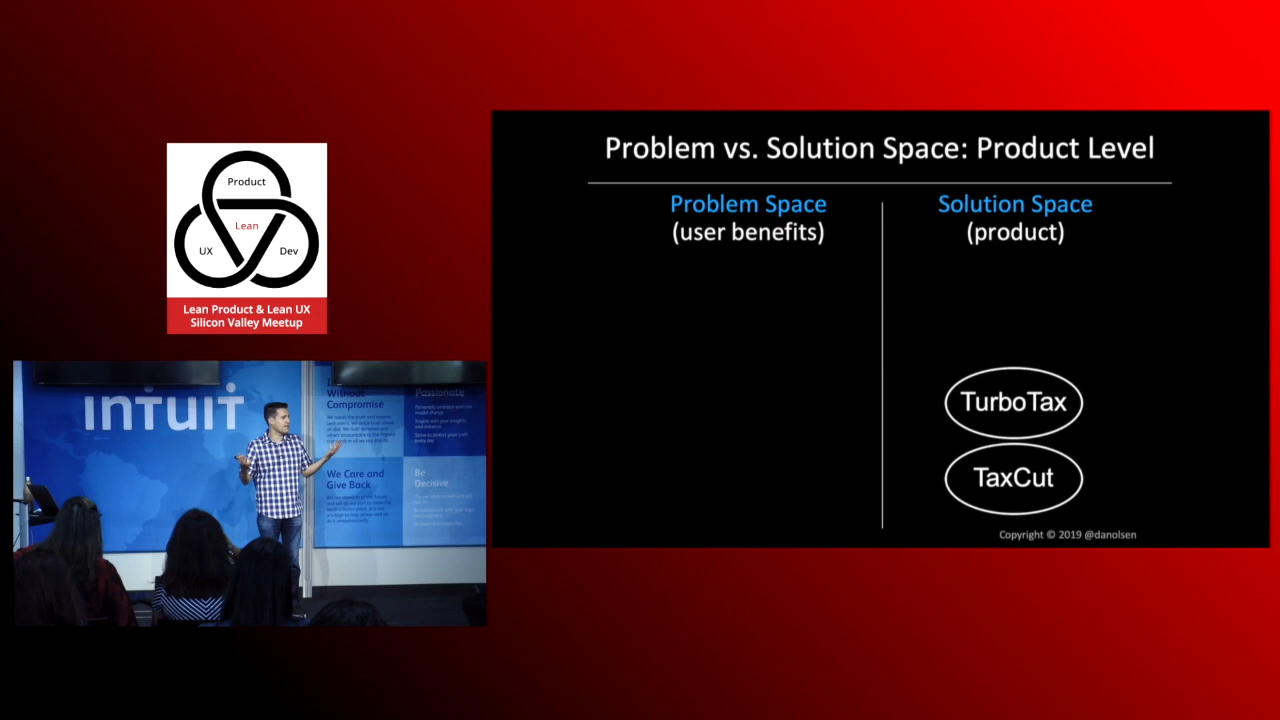 Product
Lean
UX
Dev
Lean Product & Lean UX
Silicon Valley Meetup
Problem vs. Solution Space: Product Level
Problem Space
(user benefits)
Solution Space
(product)
TurboTax
TaxCut
Copyright © 2019 @danolsen
intuit
Without
Compromise
Passionate
We Care and
Give Back
Be
Decisive